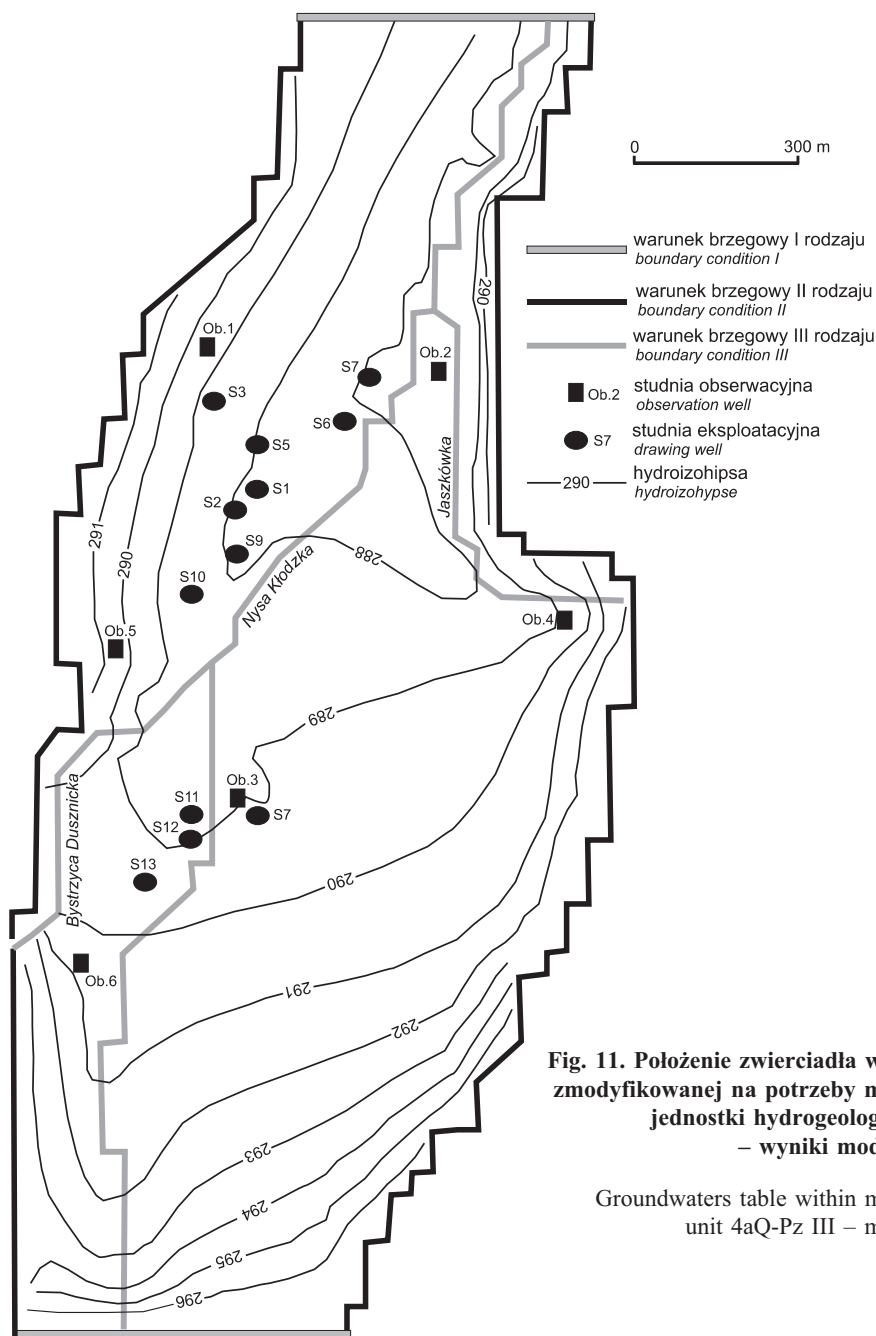 0 300 m
warunek brzegowy I rodzaju
boundary condition I
warunek brzegowy II rodzaju
boundary condition II
warunek brzegowy III rodzaju
boundary condition III
Ob.2 studnia obserwacyjna
observation well
S7 studnia eksploatacyjna
drawing well
290 hydroizohipsa
hydroizohypse
290
Ob.1
Ob.2
S7
S3
S6
S5
Jaszkówka
S1
S2
291
290
S9
Nysa Kłodzka
288
S10
Ob.5
Ob.4
289
Ob.3
S11
S7
S12
Bystrzyca Dusznicka
S13
290
Ob.6
291
292
293
294
295
296
Fig. 11. Położenie zwierciadła w
zmodyfikowanej na potrzeby m
jednostki hydrogeolog
– wyniki mod
Groundwaters table within m
unit 4aQ-Pz III – m